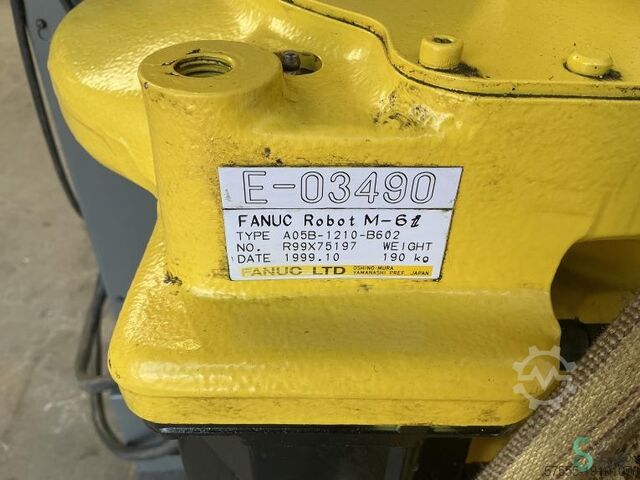 E-03490
FANUC Robot M-6i
TYPE A05B-1210-B602
NO. R99X75197 WEIGHT
DATE 1999.10 190 kg
FANUC LTD OSHINO-MURA
YAMANASHI PREF. JAPAN